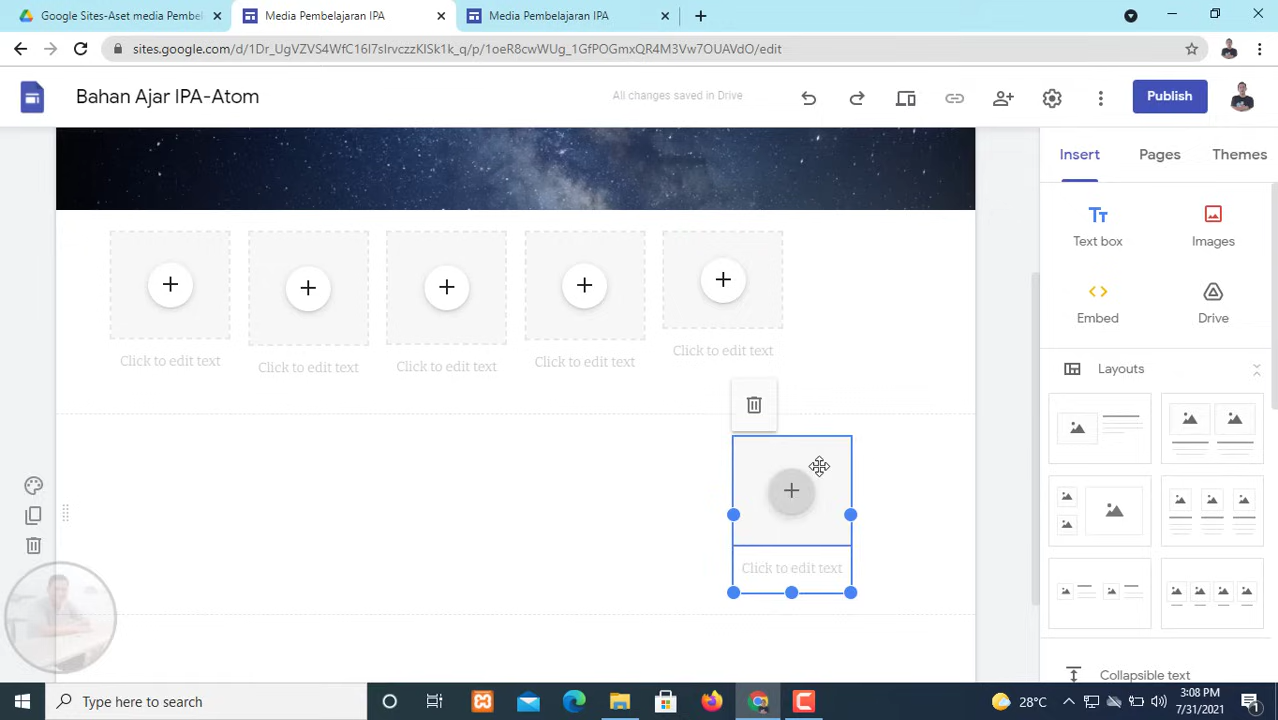 Google Sites-Aset media Pembel
Media Pembelajaran IPA
Media Pembelajaran IPA
sites.google.com/d/1Dr_UgVZVS4WfC16l7slrvczzKlSk1k_q/p/1oeR8cwWUg_1GfPOGmxQR4M3Vw7OUAVdO/edit
Bahan Ajar IPA-Atom
All changes saved in Drive
Publish
Insert
Pages
Themes
Text box
Images
Embed
Drive
Layouts
Click to edit text
Click to edit text
Click to edit text
Click to edit text
Click to edit text
Click to edit text
Collapsible text
Type here to search
28°C
3:08 PM
7/31/2021
1